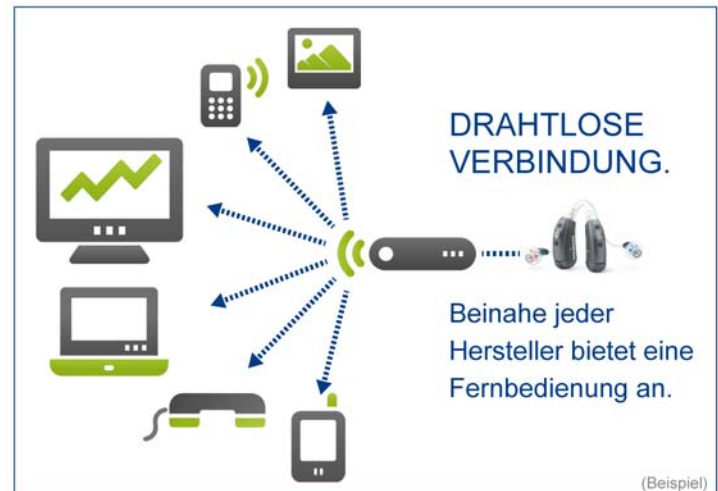 DRAHTLOSE
VERBINDUNG.
Beinahe jeder
Hersteller bietet eine
Fernbedienung an.
(Beispiel)